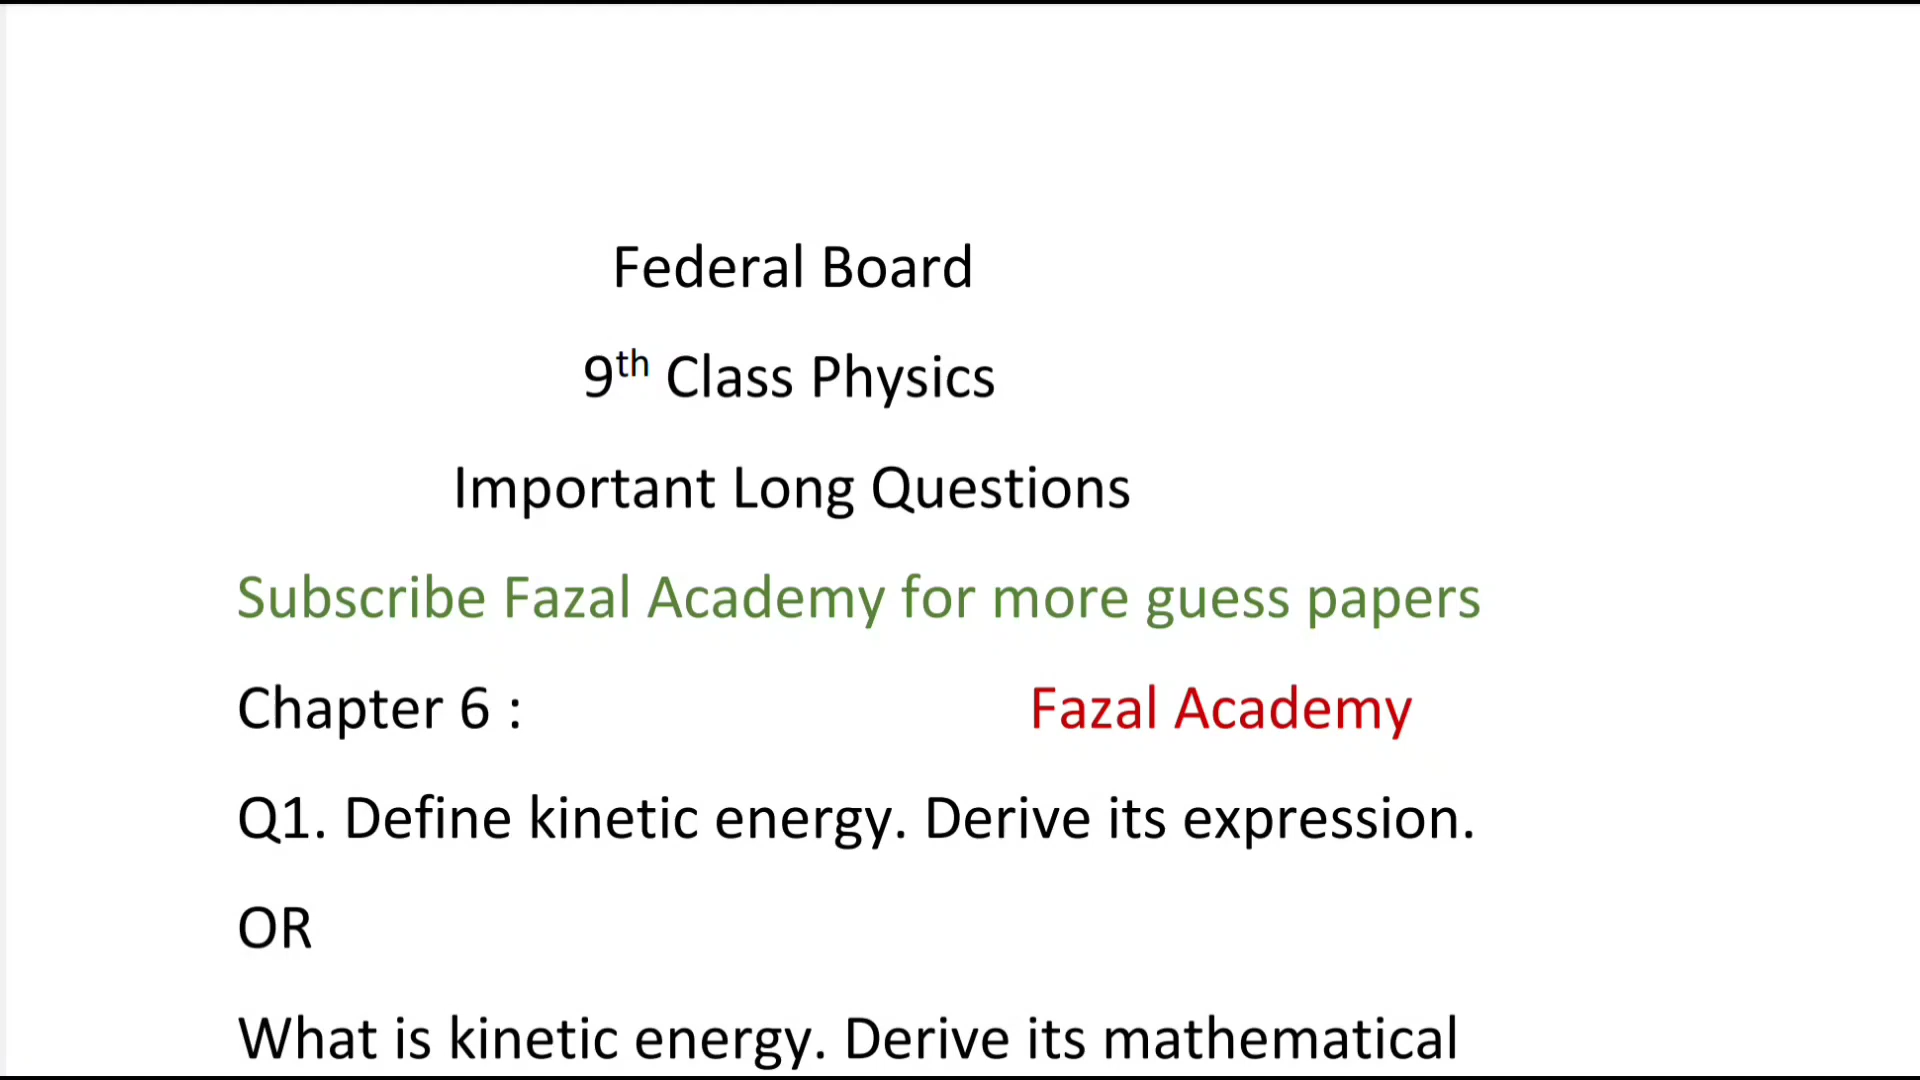 Federal Board
9th Class Physics
Important Long Questions
Subscribe Fazal Academy for more guess papers
Chapter 6 : Fazal Academy
Q1. Define kinetic energy. Derive its expression.
OR
What is kinetic energy. Derive its mathematical